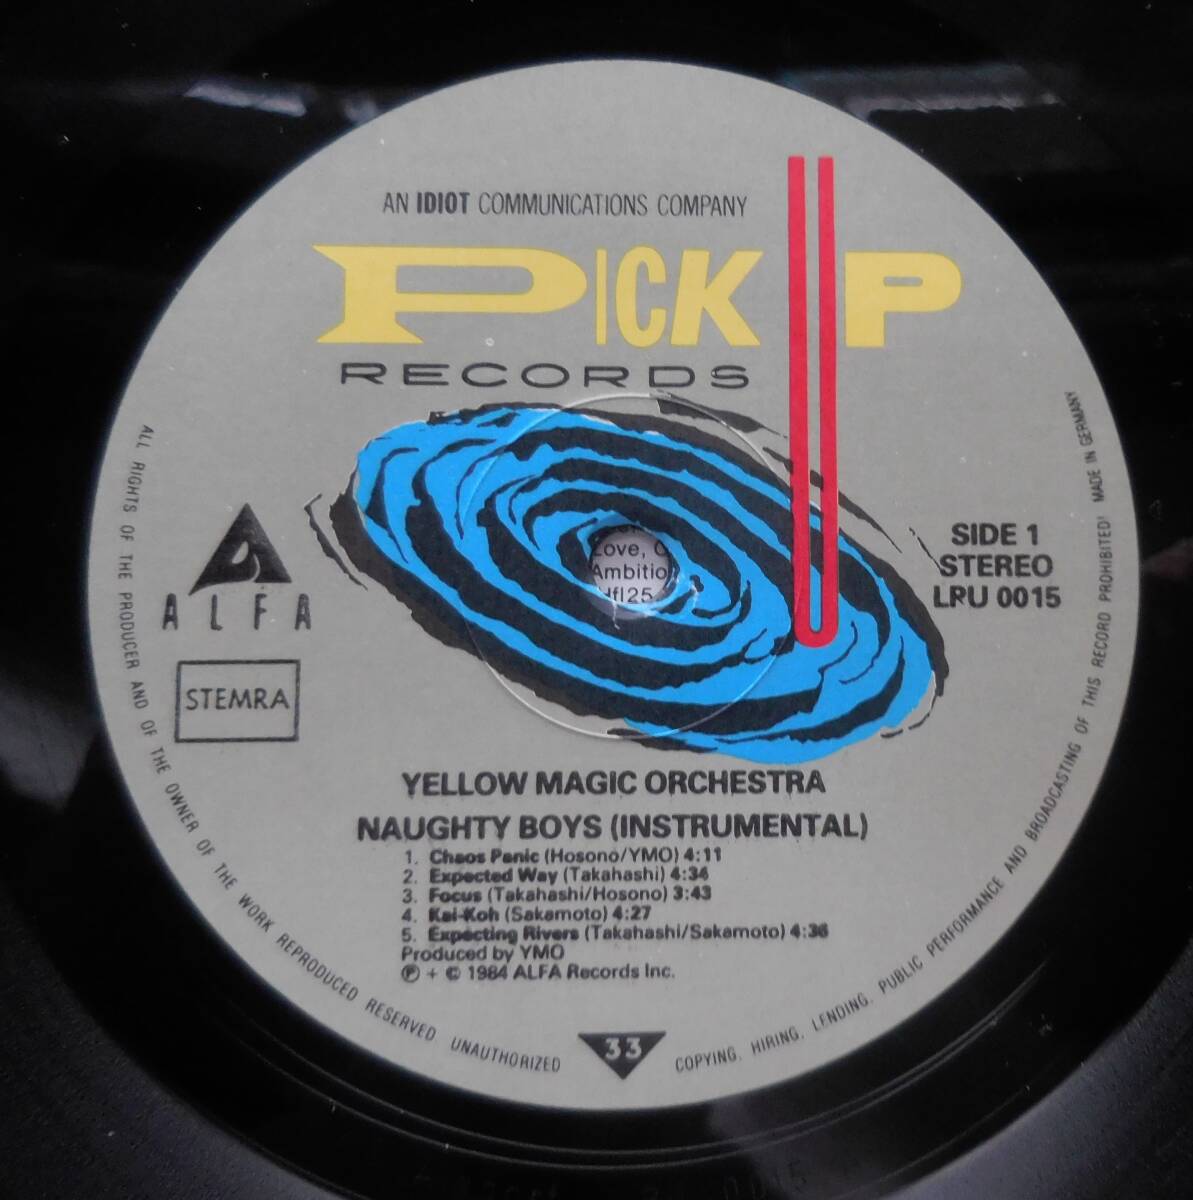 AN IDIOT COMMUNICATIONS COMPANY
PICK UP
RECORDS
ALFA
STEMRA
SIDE 1
STEREO
LPU 0015
Love,
Ambitio
YELLOW MAGIC ORCHESTRA
NAUGHTY BOYS (INSTRUMENTAL)
1. Chaos Panic (Hosono/YMO) 4:11
2. Expected Way (Takahashi) 4:34
3. Focus (Takahashi/Hosono) 3:43
4. Kai-Koh (Sakamoto) 4:27
5. Expecting Rivers (Takahashi/Sakamoto) 4:36
Produced by YMO
℗ + © 1984 ALFA Records Inc.
33
ALL RIGHTS OF THE PRODUCER AND OF THE OWNER OF THE WORK REPRODUCED RESERVED UNAUTHORIZED COPYING, HIRING, LENDING, PUBLIC PERFORMANCE AND BROADCASTING OF THIS RECORD PROHIBITED! MADE IN GERMANY